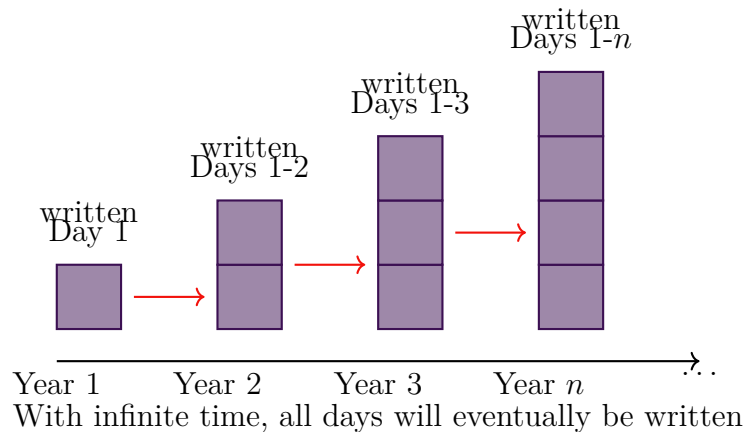 written
Days 1-n
written
Days 1-3
written
Days 1-2
written
Day 1
...
Year 1 Year 2 Year 3 Year n
With infinite time, all days will eventually be written